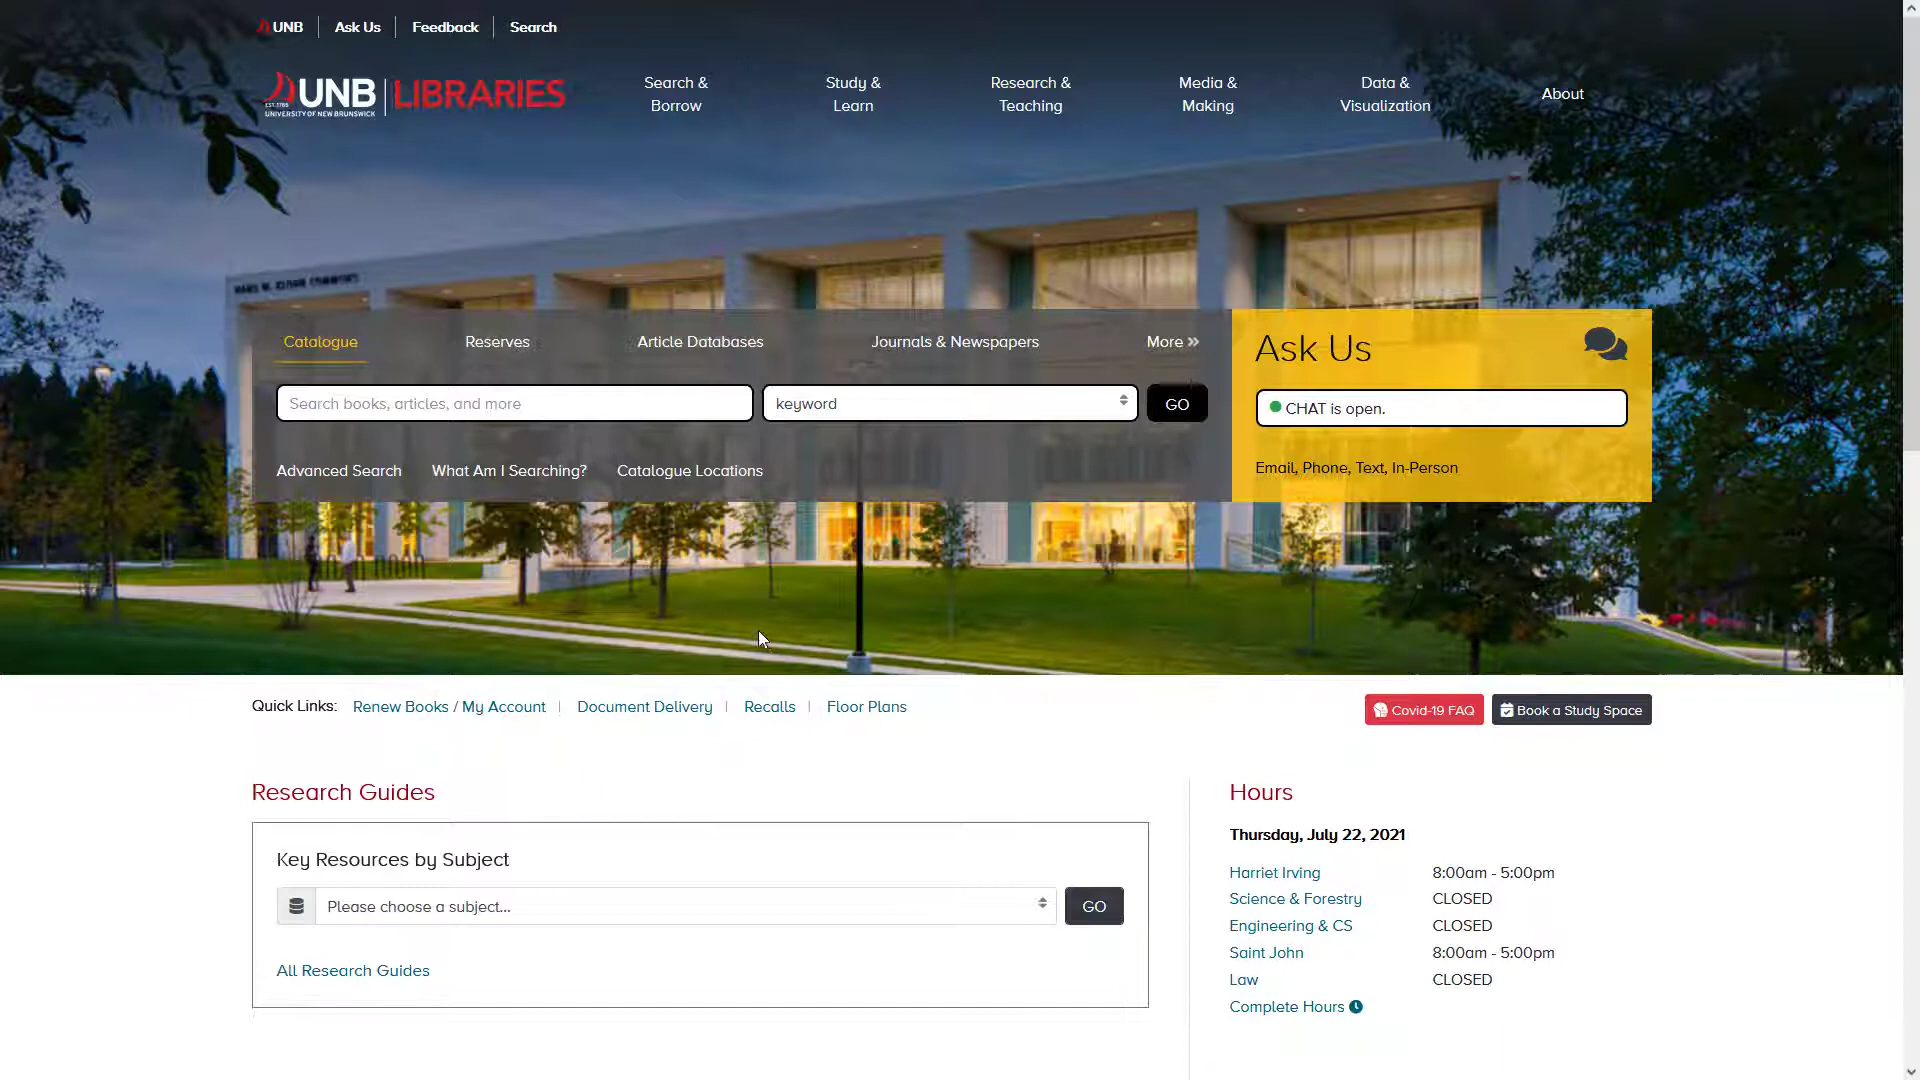 UNB
Ask Us
Feedback
Search
EST. 1785
UNB LIBRARIES
UNIVERSITY OF NEW BRUNSWICK
Search & Borrow
Study & Learn
Research & Teaching
Media & Making
Data & Visualization
About
Catalogue
Reserves
Article Databases
Journals & Newspapers
More »
Search books, articles, and more
keyword
GO
Advanced Search
What Am I Searching?
Catalogue Locations
Ask Us
CHAT is open.
Email, Phone, Text, In-Person
Quick Links: Renew Books / My Account | Document Delivery | Recalls | Floor Plans
Covid-19 FAQ
Book a Study Space
Research Guides
Key Resources by Subject
Please choose a subject...
GO
All Research Guides
Hours
Thursday, July 22, 2021
Harriet Irving 8:00am - 5:00pm
Science & Forestry CLOSED
Engineering & CS CLOSED
Saint John 8:00am - 5:00pm
Law CLOSED
Complete Hours